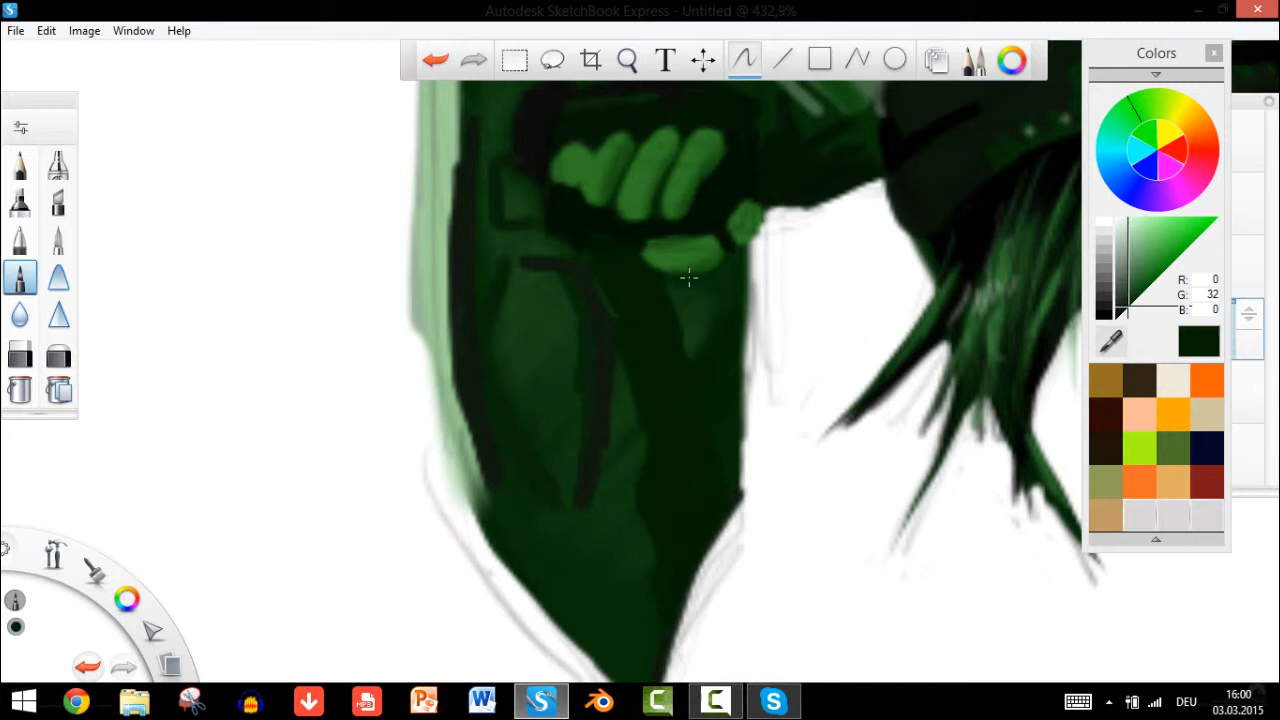 Autodesk SketchBook Express - Untitled @ 432,9%
File Edit Image Window Help
T
Colors x
R: 0
G: 32
B: 0
MP3
P
W
S
C
C
S
DEU
16:00
03.03.2015